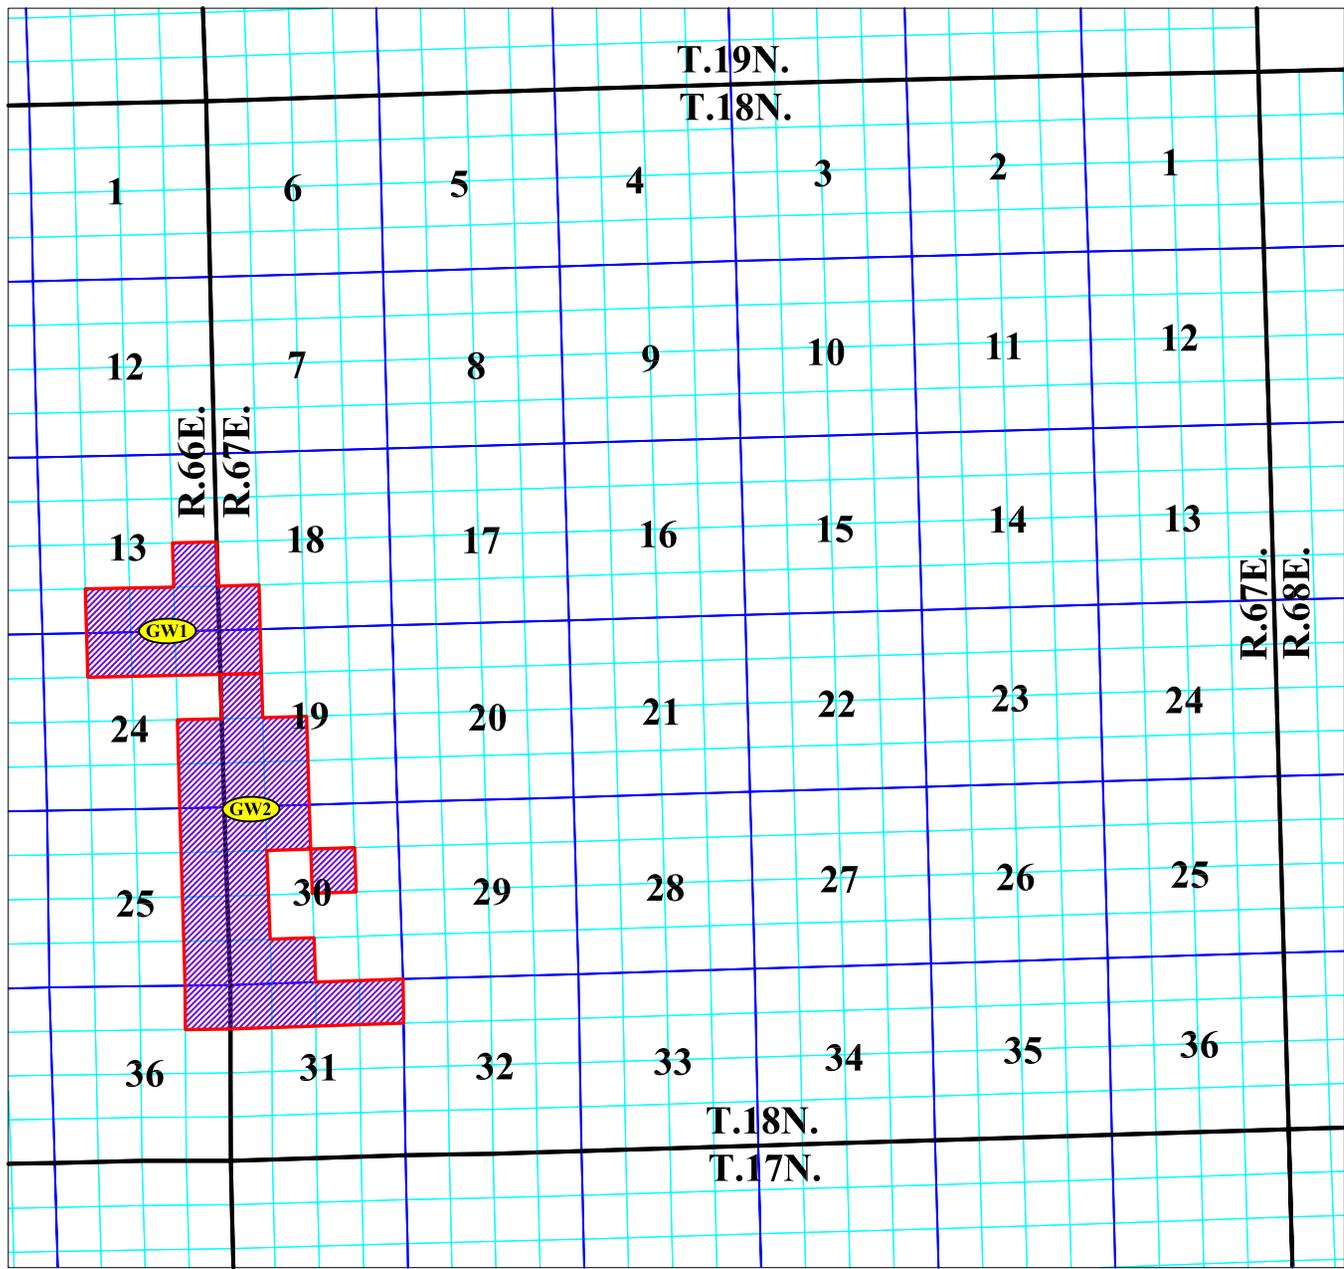 T.19N.
T.18N.
1 6 5 4 3 2 1
12 7 8 9 10 11 12
R.66E.
R.67E.
13 18 17 16 15 14 13
R.67E.
R.68E.
GW1
24 19 20 21 22 23 24
GW2
25 30 29 28 27 26 25
36 31 32 33 34 35 36
T.18N.
T.17N.